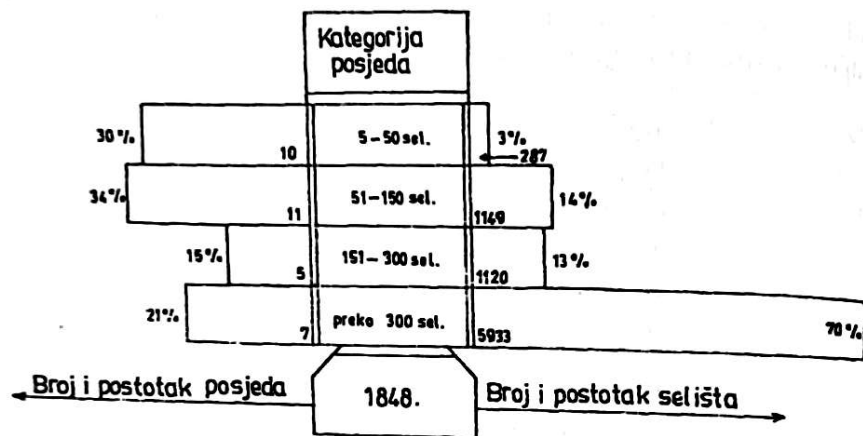 Kategorija
posjeda
30% 10 5–50 sel. 3% 287
34% 11 51–150 sel. 1149 14%
15% 5 151–300 sel. 1120 13%
21% 7 preko 300 sel. 5933 70%
Broj i postotak posjeda 1848. Broj i postotak selišta